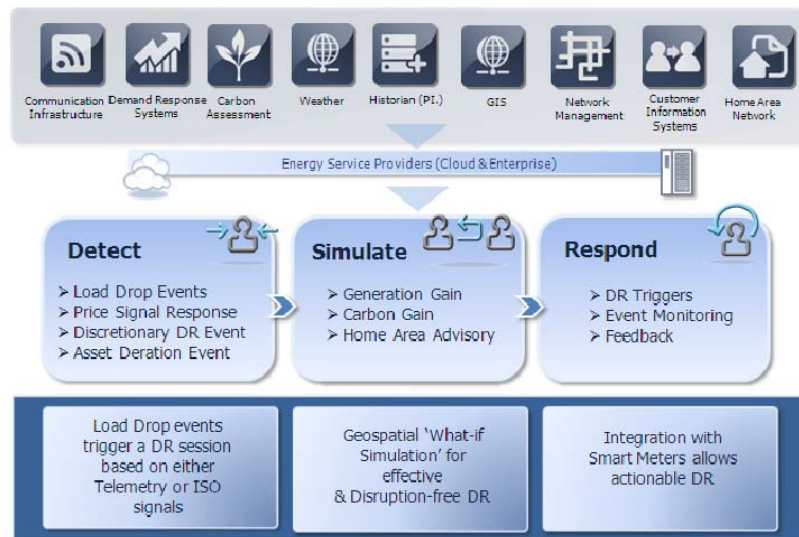 Communication
Infrastructure
Demand Response
Systems
Carbon
Assessment
Weather
Historian (PI.)
GIS
Network
Management
Customer
Information
Systems
Home Area
Network
Energy Service Providers (Cloud & Enterprise)
Detect
➢ Load Drop Events
➢ Price Signal Response
➢ Discretionary DR Event
➢ Asset Deration Event
Simulate
➢ Generation Gain
➢ Carbon Gain
➢ Home Area Advisory
Respond
➢ DR Triggers
➢ Event Monitoring
➢ Feedback
Load Drop events
trigger a DR session
based on either
Telemetry or ISO
signals
Geospatial ‘What-if
Simulation’ for
effective
& Disruption-free DR
Integration with
Smart Meters allows
actionable DR